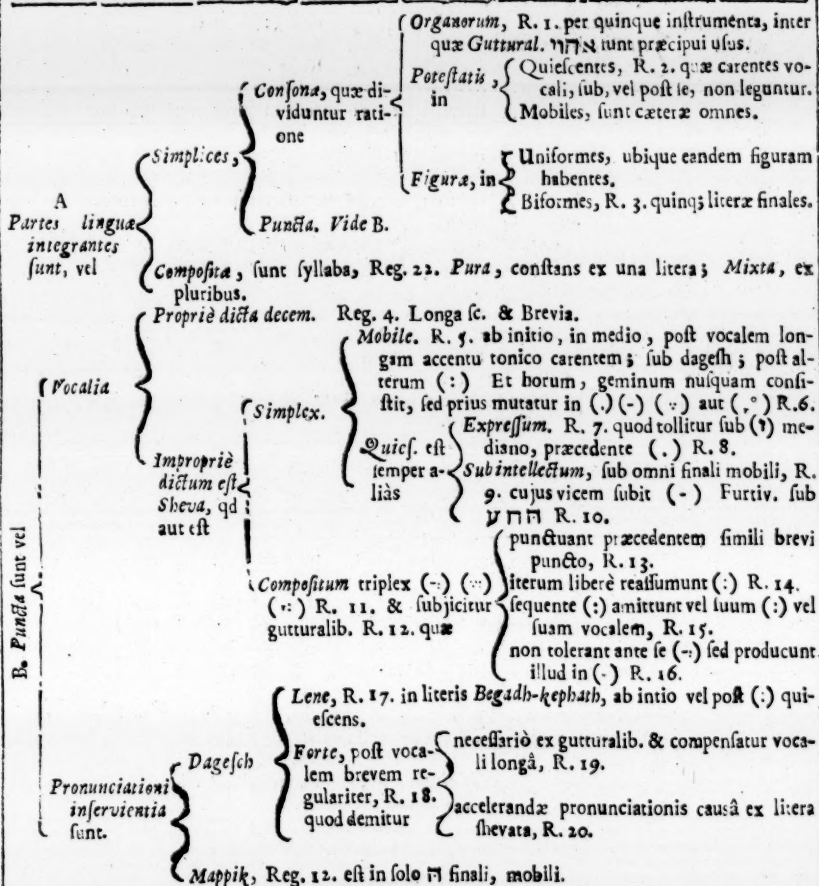 Organorum, R. 1. per quinque inſtrumenta, inter
quæ Guttural. אהוי ſunt præcipui uſus.
Poteſtatis,
in
Quieſcentes, R. 2. quæ carentes vo-
cali, ſub, vel poſt ſe, non leguntur.
Mobiles, ſunt cæteræ omnes.
Conſonæ, quæ di-
viduntur rati-
one
Figuræ, in
Uniformes, ubique eandem figuram
habentes.
Biformes, R. 3. quinq; literæ finales.
Simplices,
Puncta. Vide B.
A
Partes linguæ
integrantes
ſunt, vel
Compoſitæ, ſunt ſyllaba, Reg. 22. Pura, conſtans ex una litera; Mixta, ex
pluribus.
Propriè dicta decem. Reg. 4. Longa ſc. & Brevia.
Mobile. R. 5. ab initio, in medio, poſt vocalem lon-
gam accentu tonico carentem; ſub dageſh; poſt al-
terum (:) Et horum, geminum nuſquam conſi-
ſtit, ſed prius mutatur in (.) (-) (ֶ) aut (ָ) R.6.
Vocalia
Simplex.
Quieſ. eſt
ſemper a-
liàs
Expreſſum. R. 7. quod tollitur ſub (ו) me-
diano, præcedente (.) R. 8.
Subintellectum, ſub omni finali mobili, R.
9. cujus vicem ſubit (-) Furtiv. ſub
החע R. 10.
Impropriè
dictum eſt
Sheva, qd
aut eſt
Compoſitum triplex (ֲ) (ֱ)
(ֳ) R. 11. & ſubjicitur
gutturalib. R. 12. quæ
punctuant præcedentem ſimili brevi
puncto, R. 13.
iterum liberè reaſſumunt (:) R. 14.
ſequente (:) amittunt vel ſuum (:) vel
ſuam vocalem, R. 15.
non tolerant ante ſe (-:) ſed producunt
illud in (-) R. 16.
B. Puncta ſunt vel
Lene, R. 17. in literis Begadh-kephath, ab intio vel poſt (:) qui-
eſcens.
Dageſch
Forte, poſt voca-
lem brevem re-
gulariter, R. 18.
quod demitur
neceſſariò ex gutturalib. & compenſatur voca-
li longâ, R. 19.
accelerandæ pronunciationis causâ ex litera
ſhevata, R. 20.
Pronunciationi
inſervientia
ſunt.
Mappik, Reg. 12. eſt in ſolo ה finali, mobili.